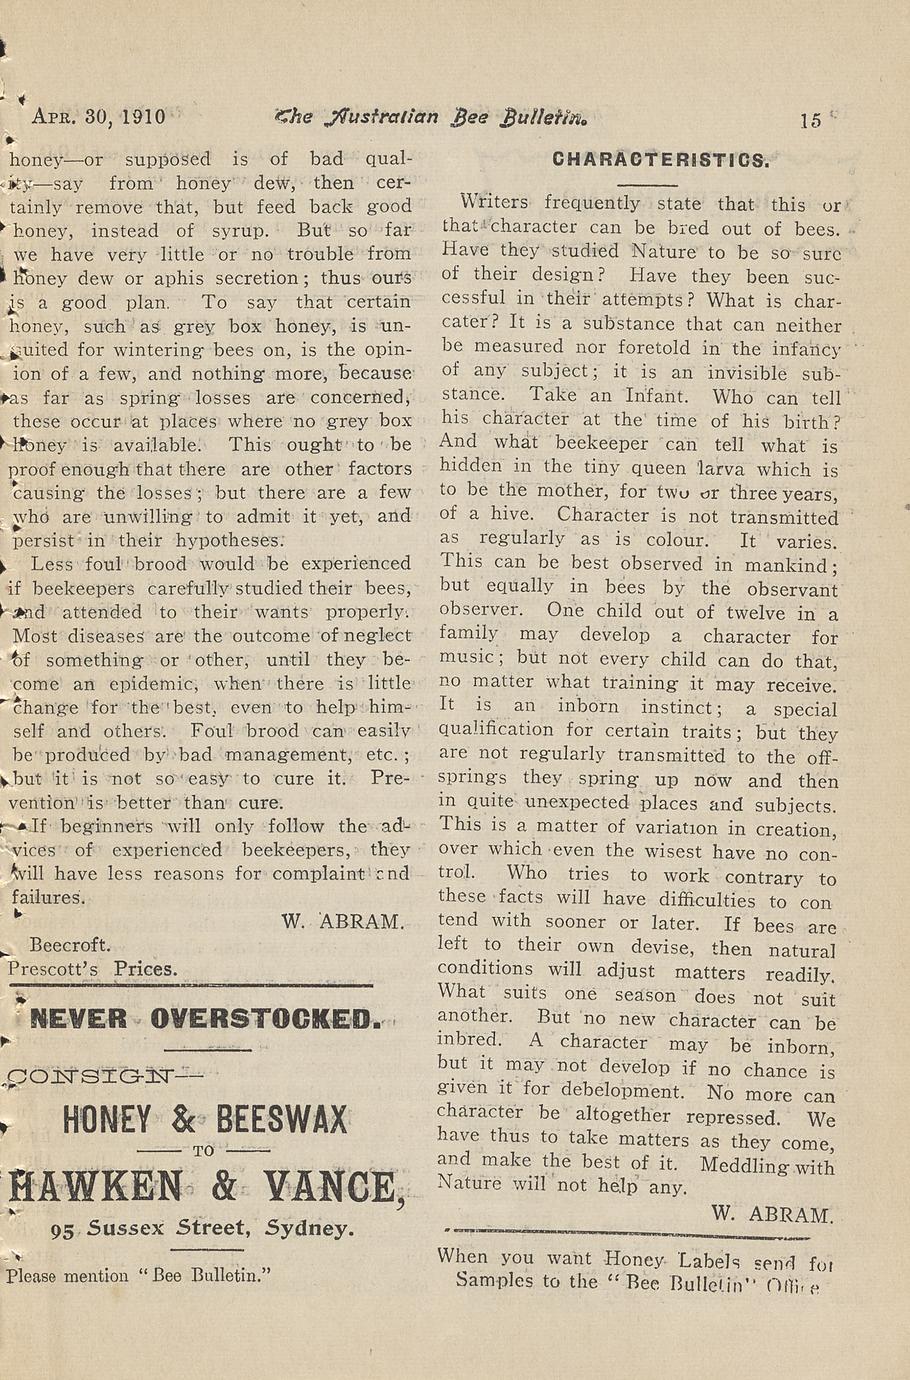 APR. 30, 1910
The Australian Bee Bulletin.
15
honey—or supposed is of bad qual-
ity—say from honey dew, then cer-
tainly remove that, but feed back good
honey, instead of syrup. But so far
we have very little or no trouble from
honey dew or aphis secretion; thus ours
is a good plan. To say that certain
honey, such as grey box honey, is un-
suited for wintering bees on, is the opin-
ion of a few, and nothing more, because
as far as spring losses are concerned,
these occur at places where no grey box
honey is available. This ought to be
proof enough that there are other factors
causing the losses; but there are a few
who are unwilling to admit it yet, and
persist in their hypotheses.
Less foul brood would be experienced
if beekeepers carefully studied their bees,
and attended to their wants properly.
Most diseases are the outcome of neglect
of something or other, until they be-
come an epidemic, when there is little
change for the best, even to help him-
self and others. Foul brood can easily
be produced by bad management, etc.;
but it is not so easy to cure it. Pre-
vention is better than cure.
If beginners will only follow the ad-
vices of experienced beekeepers, they
will have less reasons for complaint and
failures.
W. ABRAM.
Beecroft.
Prescott's Prices.
NEVER OVERSTOCKED.
CONSIGN—
HONEY & BEESWAX
TO
HAWKEN & VANCE,
95 Sussex Street, Sydney.
Please mention "Bee Bulletin."
CHARACTERISTICS.
Writers frequently state that this or
that character can be bred out of bees.
Have they studied Nature to be so sure
of their design? Have they been suc-
cessful in their attempts? What is char-
cater? It is a substance that can neither
be measured nor foretold in the infancy
of any subject; it is an invisible sub-
stance. Take an Infant. Who can tell
his character at the time of his birth?
And what beekeeper can tell what is
hidden in the tiny queen larva which is
to be the mother, for two or three years,
of a hive. Character is not transmitted
as regularly as is colour. It varies.
This can be best observed in mankind;
but equally in bees by the observant
observer. One child out of twelve in a
family may develop a character for
music; but not every child can do that,
no matter what training it may receive.
It is an inborn instinct; a special
qualification for certain traits; but they
are not regularly transmitted to the off-
springs they spring up now and then
in quite unexpected places and subjects.
This is a matter of variation in creation,
over which even the wisest have no con-
trol. Who tries to work contrary to
these facts will have difficulties to con
tend with sooner or later. If bees are
left to their own devise, then natural
conditions will adjust matters readily.
What suits one season does not suit
another. But no new character can be
inbred. A character may be inborn,
but it may not develop if no chance is
given it for debelopment. No more can
character be altogether repressed. We
have thus to take matters as they come,
and make the best of it. Meddling with
Nature will not help any.
W. ABRAM.
When you want Honey Labels send for
Samples to the "Bee Bulletin" Office